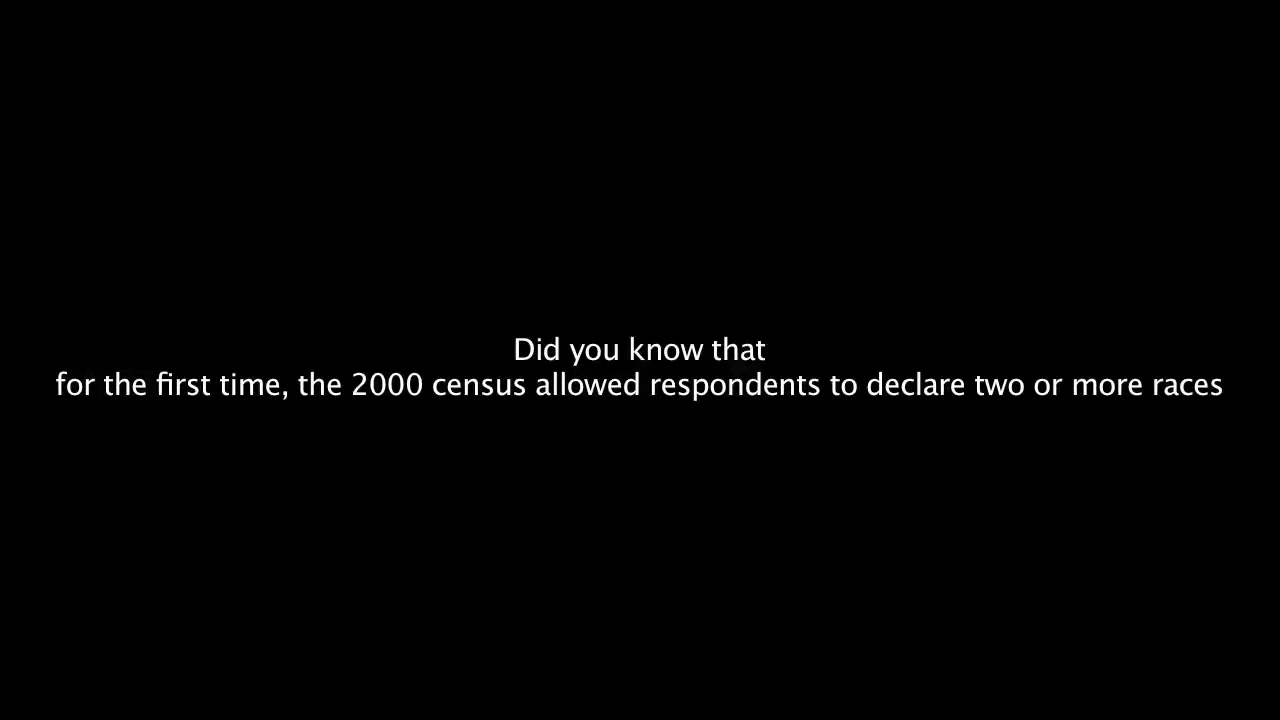 Did you know that
for the first time, the 2000 census allowed respondents to declare two or more races